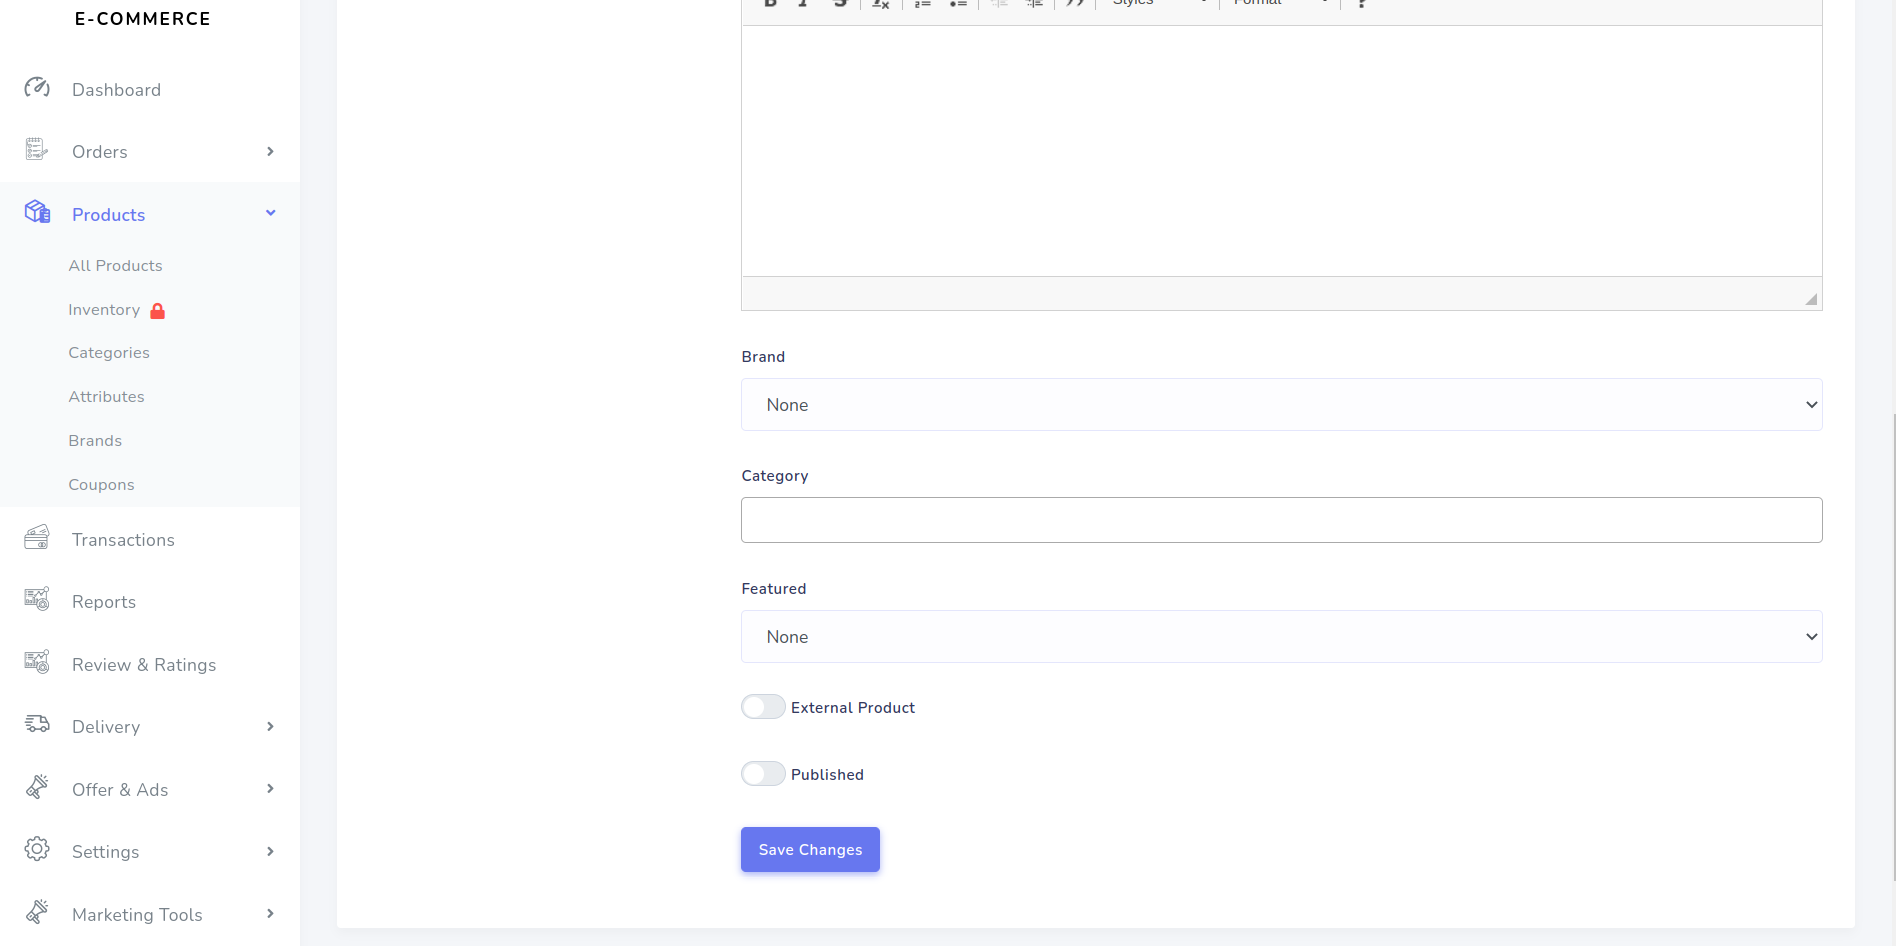 E-COMMERCE
Dashboard
Orders
Products
All Products
Inventory
Categories
Attributes
Brands
Coupons
Transactions
Reports
Review & Ratings
Delivery
Offer & Ads
Settings
Marketing Tools
B I S Styles Format ?
Brand
None
Category
Featured
None
External Product
Published
Save Changes